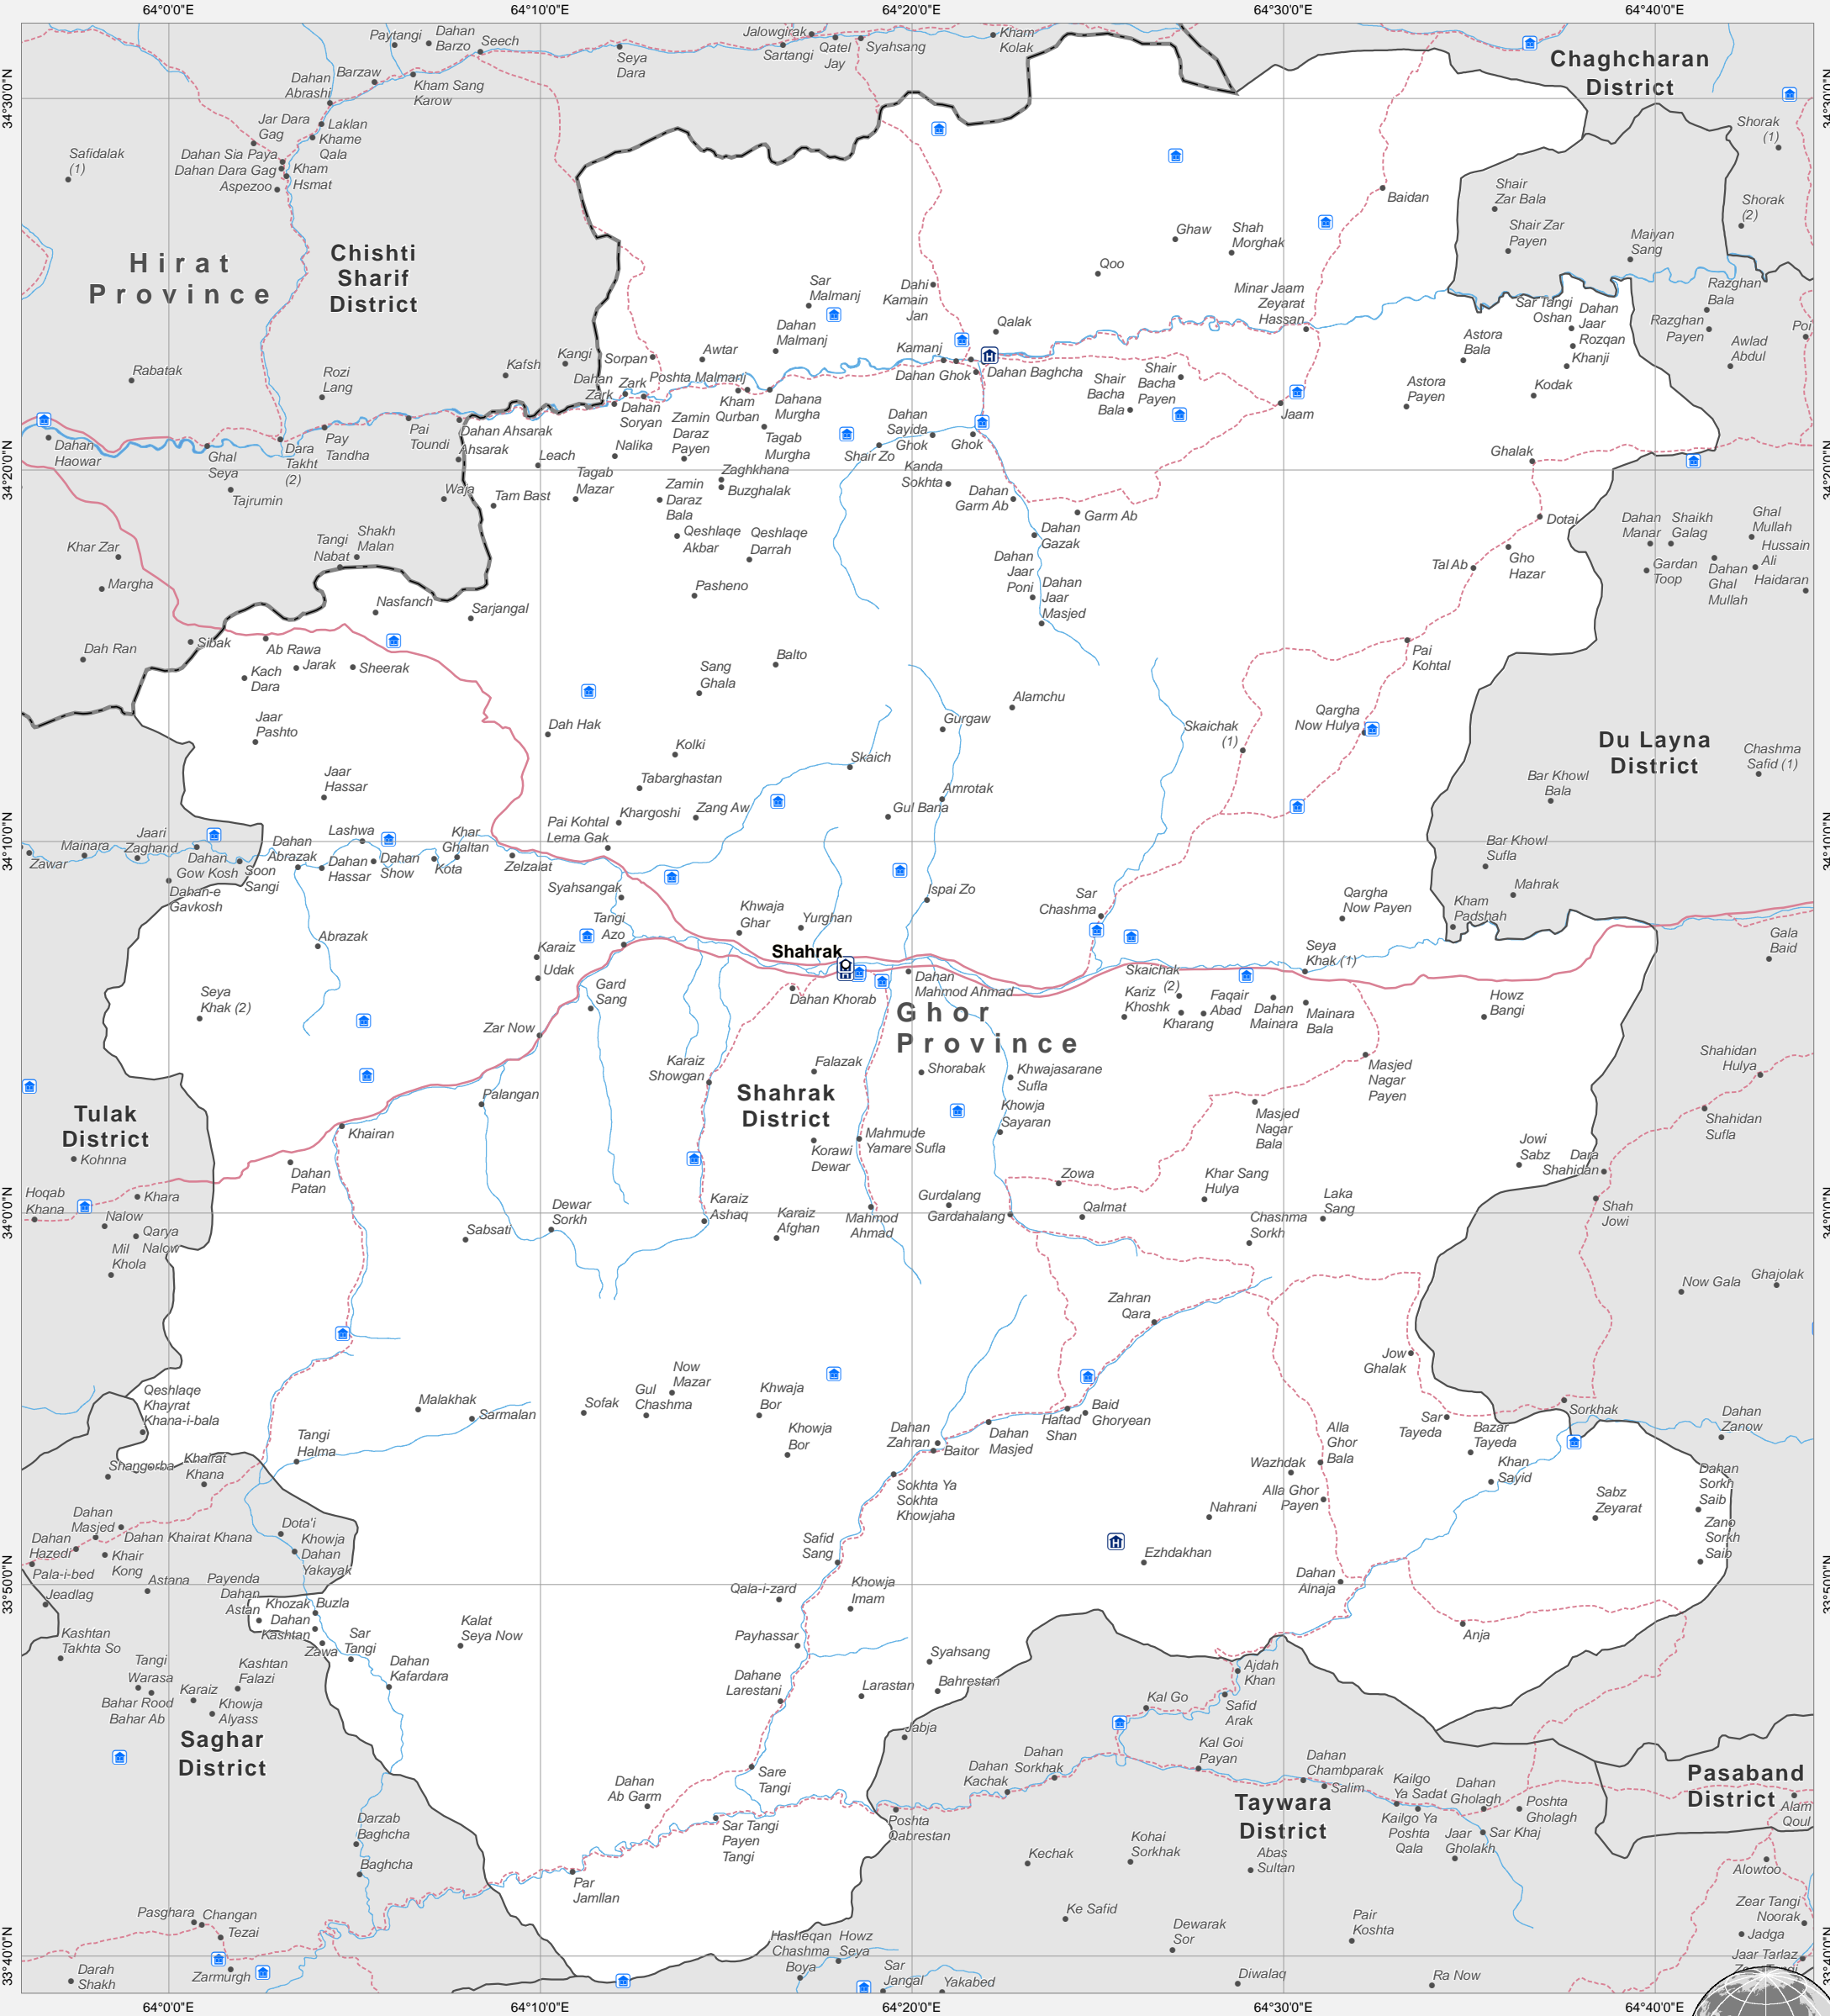 64°0'0"E
64°10'0"E
64°20'0"E
64°30'0"E
64°40'0"E
34°30'0"N
34°20'0"N
34°10'0"N
34°0'0"N
33°50'0"N
33°40'0"N
Paytangi
Dahan
Barzo
Seech
Seya
Dara
Jalowgirak
Sartangi
Qatel
Jay
Syahsang
Kham
Kolak
Chaghcharan
District
Barzaw
Dahan
Abrashi
Kham Sang
Karow
Jar Dara
Gag
Laklan
Khame
Qala
Dahan Sia Paya
Dahan Dara Gag
Aspezoo
Kham
Hsmat
Safidalak
(1)
Shorak
(1)
Shorak
(2)
Shair
Zar Bala
Shair Zar
Payen
Maiyan
Sang
Baidan
Ghaw
Shah
Morghak
Qoo
Hirat
Province
Chishti
Sharif
District
Sar
Malmanj
Dahi
Kamain
Jan
Minar Jaam
Zeyarat
Hassan
Razghan
Bala
Razghan
Payen
Poi
Awlad
Abdul
Sar Tangi
Oshan
Dahan
Jaar
Rozqan
Khanji
Kodak
Astora
Bala
Astora
Payen
Qalak
Dahan
Malmanj
Awtar
Sorpan
Kangi
Kafsh
Kamanj
Dahan Ghok
Dahan Baghcha
Shair
Bacha
Payen
Shair
Bacha
Bala
Jaam
Rabatak
Rozi
Lang
Dahan
Zark
Zark
Poshta Malmanj
Dahan
Soryan
Kham
Qurban
Dahana
Murgha
Tagab
Murgha
Zamin
Daraz
Payen
Nalika
Dahan
Sayida
Ghok
Ghok
Shair Zo
Kanda
Sokhta
Dahan
Haowar
Ghal
Seya
Dara
Takht
(2)
Pay
Tandha
Pai
Toundi
Dahan Ahsarak
Ahsarak
Leach
Tagab
Mazar
Tajrumin
Waja
Tam Bast
Zamin
Daraz
Bala
Zaghkhana
Buzghalak
Qeshlaqe
Akbar
Qeshlaqe
Darrah
Pasheno
Dahan
Garm Ab
Garm Ab
Dahan
Gazak
Dahan
Jaar
Poni
Dahan
Jaar
Masjed
Ghalak
Dotai
Gho
Hazar
Tal Ab
Pai
Kohtal
Dahan
Manar
Shaikh
Galag
Ghal
Mullah
Hussain
Ali
Gardan
Toop
Dahan
Ghal
Mullah
Haidaran
Khar Zar
Margha
Tangi
Nabat
Shakh
Malan
Nasfanch
Sarjangal
Dah Ran
Sibak
Ab Rawa
Jarak
Sheerak
Kach
Dara
Jaar
Pashto
Jaar
Hassar
Balto
Sang
Ghala
Dah Hak
Kolki
Tabarghastan
Khargoshi
Zang Aw
Skaich
Gurgaw
Alamchu
Amrotak
Gul Bana
Skaichak
(1)
Qargha
Now Hulya
Du Layna
District
Chashma
Safid (1)
Bar Khowl
Bala
Bar Khowl
Sufla
Mahrak
Kham
Padshah
Gala
Baid
Zawar
Mainara
Jaari
Zaghand
Dahan
Gow Kosh
Soon
Sangi
Dahan-e
Gavkosh
Dahan
Abrazak
Lashwa
Dahan
Hassar
Dahan
Show
Khar
Ghaltan
Kota
Pai Kohtal
Lema Gak
Zelzalat
Syahsangak
Tangi
Azo
Karaiz
Udak
Gard
Sang
Zar Now
Abrazak
Seya
Khak (2)
Khwaja
Ghar
Yurghan
Shahrak
Dahan Khorab
Ispai Zo
Dahan
Mahmod Ahmad
Sar
Chashma
Skaichak
(2)
Kariz
Khoshk
Kharang
Faqair
Abad
Dahan
Mainara
Mainara
Bala
Seya
Khak (1)
Qargha
Now Payen
Howz
Bangi
Masjed
Nagar
Payen
Masjed
Nagar
Bala
Shahidan
Hulya
Shahidan
Sufla
Ghor
Province
Shahrak
District
Tulak
District
Karaiz
Showgan
Falazak
Shorabak
Khwajasarane
Sufla
Khowja
Sayaran
Korawi
Dewar
Mahmude
Yamare Sufla
Palangan
Khairan
Dahan
Patan
Kohnna
Hoqab
Khana
Khara
Nalow
Qarya
Nalow
Mil
Khola
Sabsati
Dewar
Sorkh
Karaiz
Ashaq
Karaiz
Afghan
Mahmod
Ahmad
Gurdalang
Gardahalang
Zowa
Qalmat
Khar Sang
Hulya
Laka
Sang
Chashma
Sorkh
Jowi
Sabz
Dara
Shahidan
Shah
Jowi
Now Gala
Ghajolak
Zahran
Qara
Jow
Ghalak
Sorkhak
Dahan
Zanow
Sar
Tayeda
Bazar
Tayeda
Khan
Sayid
Sabz
Zeyarat
Dahan
Sorkh
Saib
Zano
Sorkh
Saib
Alla
Ghor
Bala
Wazhdak
Alla Ghor
Payen
Nahrani
Ezhdakhan
Dahan
Alnaja
Anja
Qeshlaqe
Khayrat
Khana-i-bala
Malakhak
Sarmalan
Tangi
Halma
Sofak
Gul
Chashma
Now
Mazar
Khwaja
Bor
Khowja
Bor
Dahan
Zahran
Baitor
Dahan
Masjed
Haftad
Shan
Baid
Ghoryean
Sokhta Ya
Sokhta
Khowjaha
Safid
Sang
Qala-i-zard
Khowja
Imam
Payhassar
Dahane
Larestani
Larastan
Syahsang
Bahrestan
Jabja
Shangorba
Khairat
Khana
Dahan
Masjed
Dahan Khairat Khana
Dahan
Hazedi
Khair
Kong
Pala-i-bed
Jeadlag
Astana
Dota'i
Khowja
Dahan
Yakayak
Payenda
Dahan
Astan
Khozak
Buzla
Dahan
Kashtan
Zawa
Sar
Tangi
Dahan
Kafardara
Kalat
Seya Now
Kashtan
Takhta So
Tangi
Warasa
Kashtan
Falazi
Bahar Rood
Bahar Ab
Karaiz
Khowja
Alyass
Saghar
District
Sare
Tangi
Dahan
Ab Garm
Sar Tangi
Payen
Tangi
Par
Jamllan
Poshta
Qabrestan
Dahan
Kachak
Dahan
Sorkhak
Kal Go
Ajdah
Khan
Safid
Arak
Kal Goi
Payan
Dahan
Chambparak
Salim
Kailgo
Ya Sadat
Dahan
Gholagh
Poshta
Gholagh
Kailgo Ya
Poshta
Qala
Jaar
Gholakh
Sar Khaj
Taywara
District
Pasaband
District
Alam
Qoul
Alowtoo
Zear Tangi
Noorak
Jadga
Jaar Tarlaz
Darzab
Baghcha
Baghcha
Kechak
Kohai
Sorkhak
Abas
Sultan
Ke Safid
Dewarak
Sor
Pair
Koshta
Diwalaq
Ra Now
Pasghara
Changan
Tezai
Zarmurgh
Darah
Shakh
Hasheqan
Chashma
Boya
Howz
Seya
Sar
Jangal
Yakabed